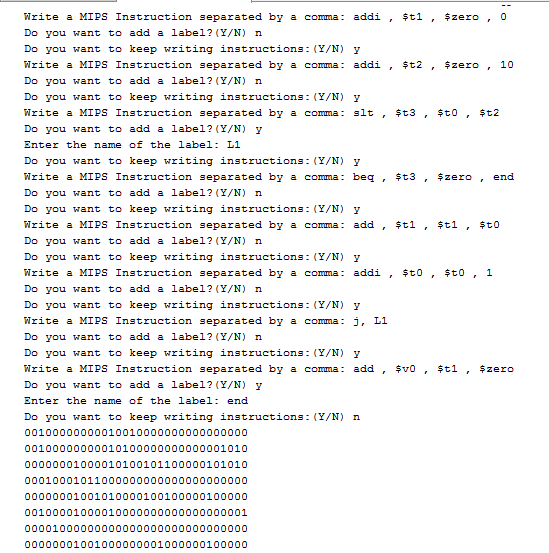 Write a MIPS Instruction separated by a comma: addi , $t1 , $zero , 0
Do you want to add a label?(Y/N) n
Do you want to keep writing instructions:(Y/N) y
Write a MIPS Instruction separated by a comma: addi , $t2 , $zero , 10
Do you want to add a label?(Y/N) n
Do you want to keep writing instructions:(Y/N) y
Write a MIPS Instruction separated by a comma: slt , $t3 , $t0 , $t2
Do you want to add a label?(Y/N) y
Enter the name of the label: L1
Do you want to keep writing instructions:(Y/N) y
Write a MIPS Instruction separated by a comma: beq , $t3 , $zero , end
Do you want to add a label?(Y/N) n
Do you want to keep writing instructions:(Y/N) y
Write a MIPS Instruction separated by a comma: add , $t1 , $t1 , $t0
Do you want to add a label?(Y/N) n
Do you want to keep writing instructions:(Y/N) y
Write a MIPS Instruction separated by a comma: addi , $t0 , $t0 , 1
Do you want to add a label?(Y/N) n
Do you want to keep writing instructions:(Y/N) y
Write a MIPS Instruction separated by a comma: j, L1
Do you want to add a label?(Y/N) n
Do you want to keep writing instructions:(Y/N) y
Write a MIPS Instruction separated by a comma: add , $v0 , $t1 , $zero
Do you want to add a label?(Y/N) y
Enter the name of the label: end
Do you want to keep writing instructions:(Y/N) n
00100000000010010000000000000000
00100000000010100000000000001010
00000001000010100101100000101010
00010001011000000000000000000000
00000001001010000100100000100000
00100001000010000000000000000001
00001000000000000000000000000000
00000001001000000001000000100000